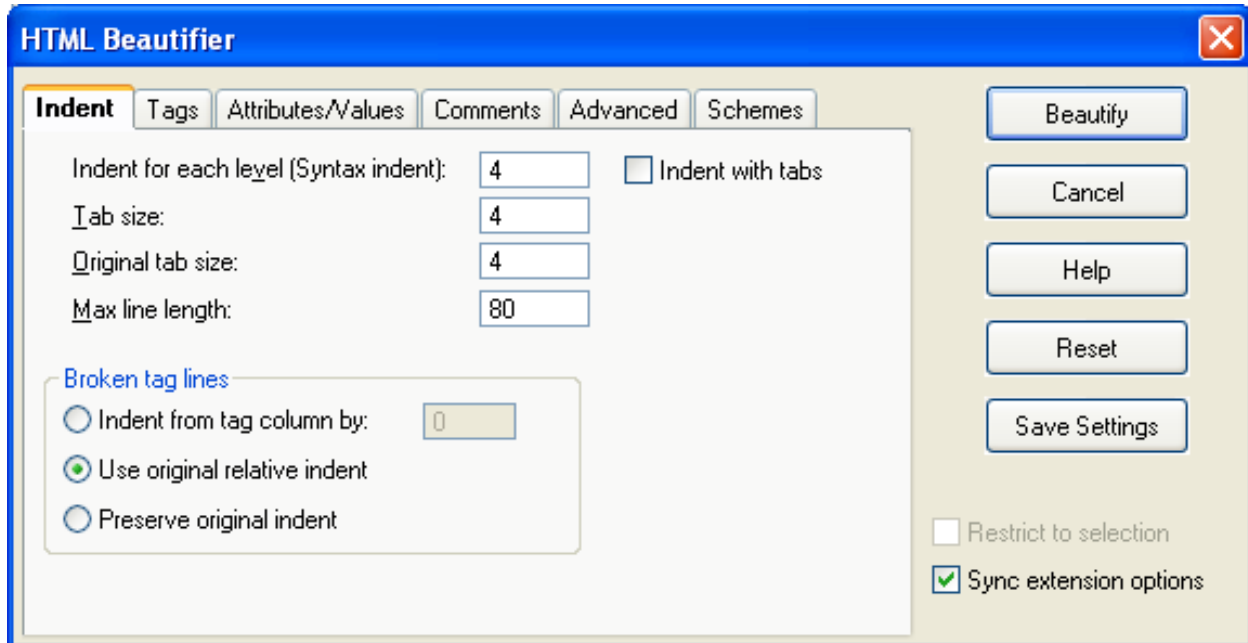 HTML Beautifier
Indent Tags Attributes/Values Comments Advanced Schemes
Indent for each level (Syntax indent): 4 Indent with tabs
Tab size: 4
Original tab size: 4
Max line length: 80
Broken tag lines
Indent from tag column by: 0
Use original relative indent
Preserve original indent
Beautify
Cancel
Help
Reset
Save Settings
Restrict to selection
Sync extension options